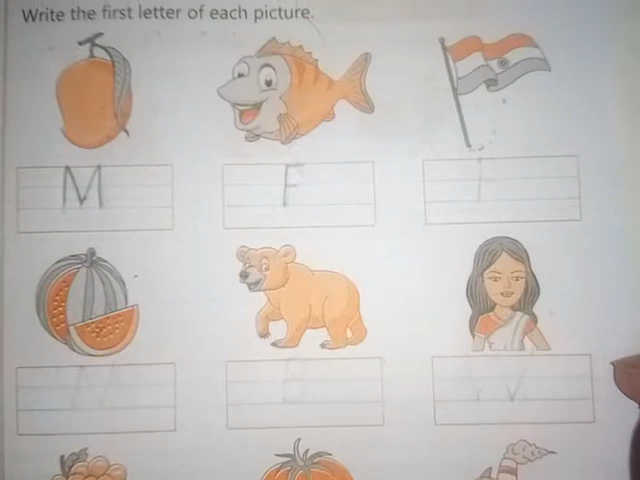 Write the first letter of each picture.
M F